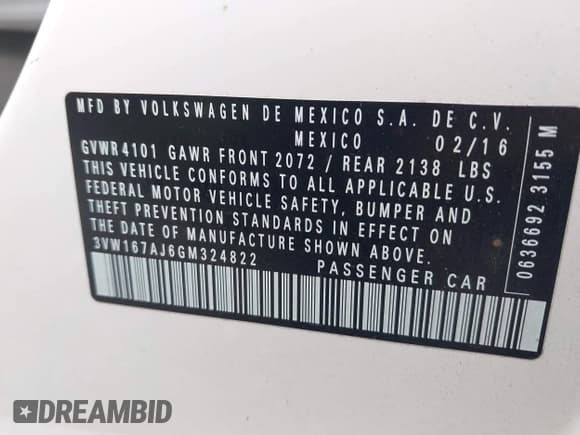 MFD BY VOLKSWAGEN DE MEXICO S.A. DE C.V.
MEXICO 02/16
GVWR4101 GAWR FRONT 2072 / REAR 2138 LBS
THIS VEHICLE CONFORMS TO ALL APPLICABLE U.S.
FEDERAL MOTOR VEHICLE SAFETY, BUMPER AND
THEFT PREVENTION STANDARDS IN EFFECT ON
THE DATE OF MANUFACTURE SHOWN ABOVE.
3VW167AJ6GM324822 PASSENGER CAR
06366923155 M
DREAMBID